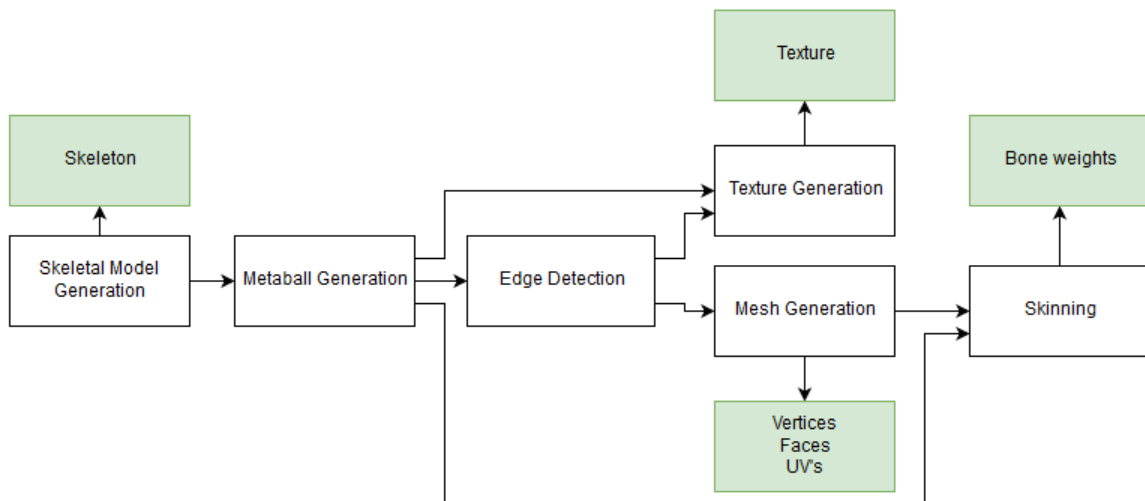 Texture
Skeleton
Bone weights
Texture Generation
Skeletal Model
Generation
Metaball Generation
Edge Detection
Mesh Generation
Skinning
Vertices
Faces
UV's